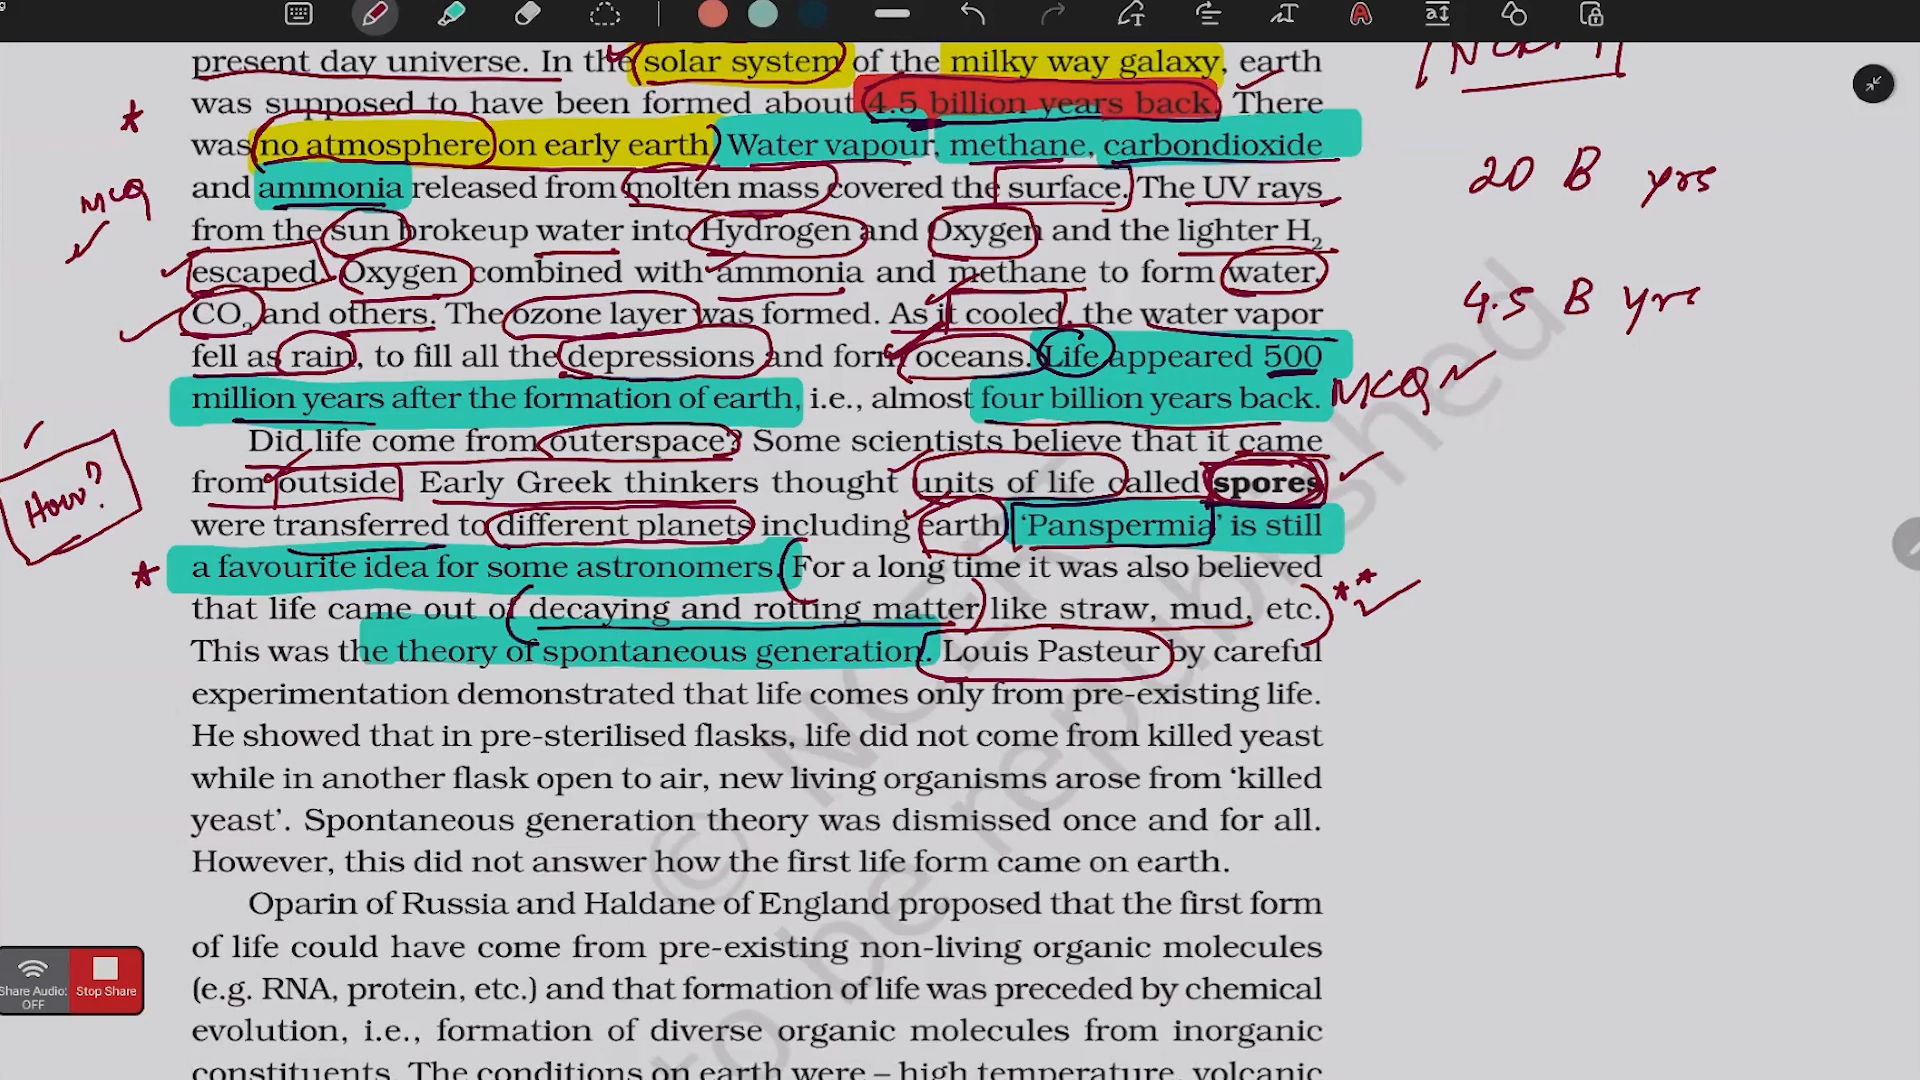 present day universe. In the solar system of the milky way galaxy, earth
was supposed to have been formed about 4.5 billion years back. There
was no atmosphere on early earth. Water vapour, methane, carbondioxide
and ammonia released from molten mass covered the surface. The UV rays
from the sun brokeup water into Hydrogen and Oxygen and the lighter H2
escaped. Oxygen combined with ammonia and methane to form water,
CO2 and others. The ozone layer was formed. As it cooled, the water vapor
fell as rain, to fill all the depressions and form oceans. Life appeared 500
million years after the formation of earth, i.e., almost four billion years back.
Did life come from outerspace? Some scientists believe that it came
from outside. Early Greek thinkers thought units of life called spores
were transferred to different planets including earth. ‘Panspermia’ is still
a favourite idea for some astronomers. For a long time it was also believed
that life came out of decaying and rotting matter like straw, mud, etc.
This was the theory of spontaneous generation. Louis Pasteur by careful
experimentation demonstrated that life comes only from pre-existing life.
He showed that in pre-sterilised flasks, life did not come from killed yeast
while in another flask open to air, new living organisms arose from ‘killed
yeast’. Spontaneous generation theory was dismissed once and for all.
However, this did not answer how the first life form came on earth.
Oparin of Russia and Haldane of England proposed that the first form
of life could have come from pre-existing non-living organic molecules
(e.g. RNA, protein, etc.) and that formation of life was preceded by chemical
evolution, i.e., formation of diverse organic molecules from inorganic
constituents. The conditions on earth were – high temperature, volcanic
MCQ
How?
20 B yrs
4.5 B yrs
MCQ
© NCERT
to be republished
Share Audio:
OFF
Stop Share